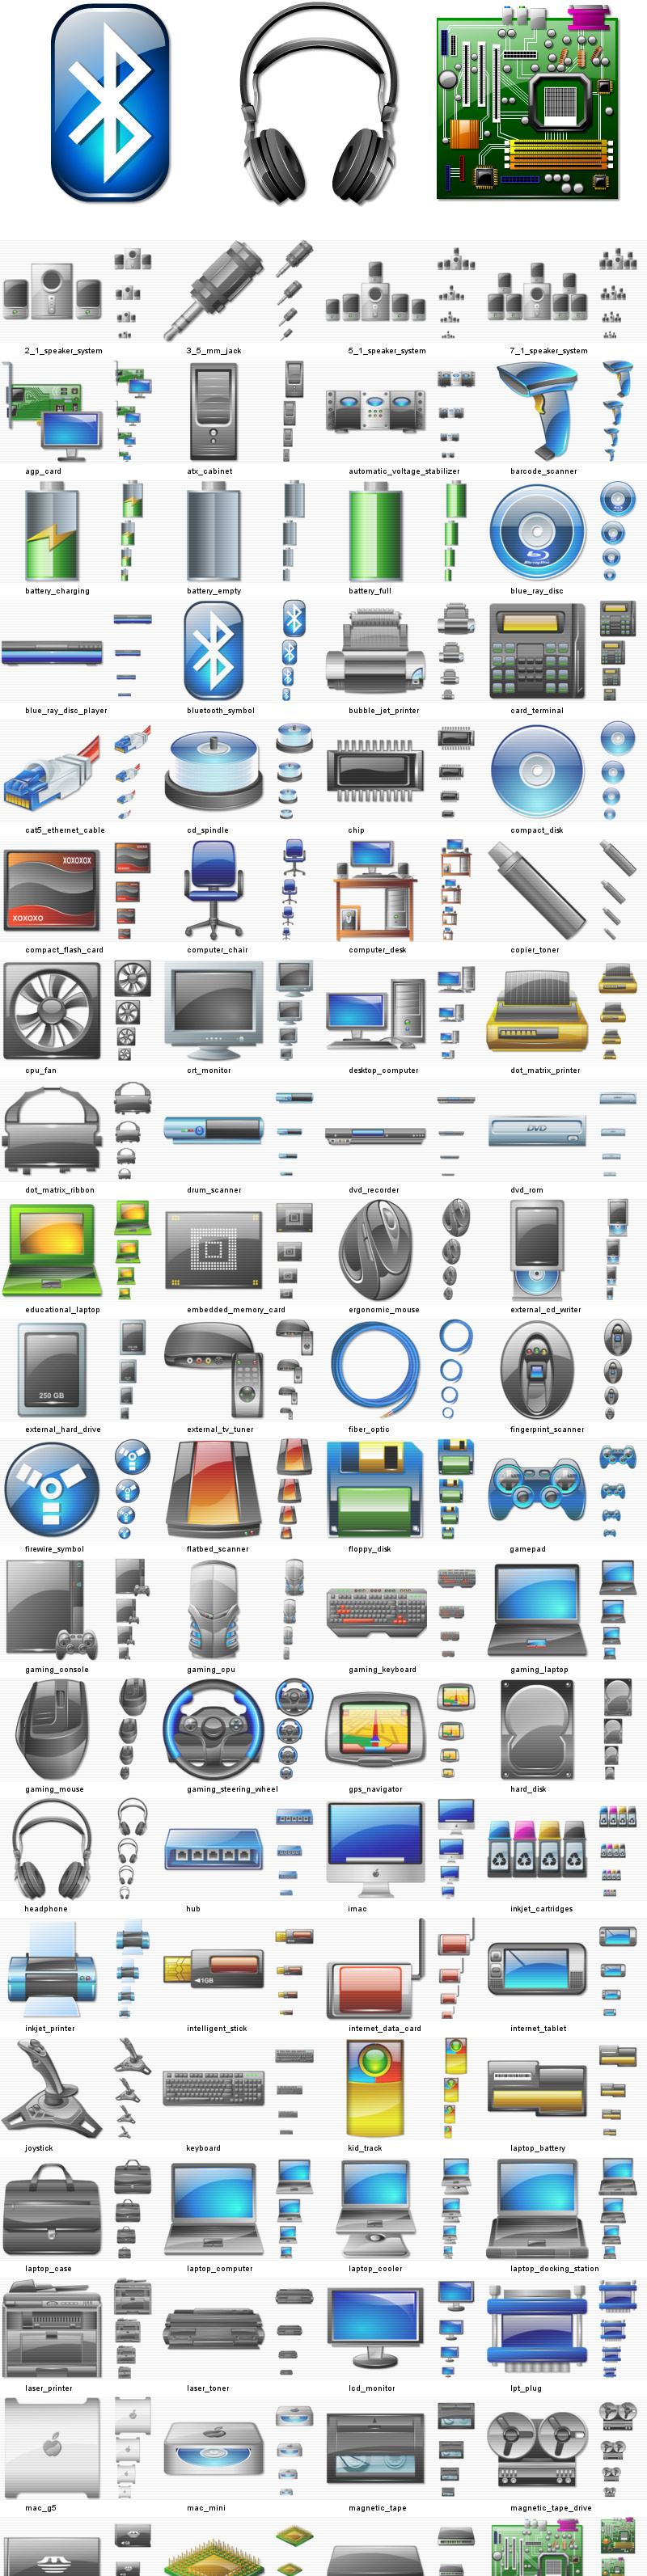 2_1_speaker_system 3_5_mm_jack 5_1_speaker_system 7_1_speaker_system
agp_card atx_cabinet automatic_voltage_stabilizer barcode_scanner
battery_charging battery_empty battery_full blue_ray_disc
blue_ray_disc_player bluetooth_symbol bubble_jet_printer card_terminal
cat5_ethernet_cable cd_spindle chip compact_disk
XOXOXOX
XOXOXO
compact_flash_card computer_chair computer_desk copier_toner
cpu_fan crt_monitor desktop_computer dot_matrix_printer
DVD
dot_matrix_ribbon drum_scanner dvd_recorder dvd_rom
educational_laptop embedded_memory_card ergonomic_mouse external_cd_writer
250 GB
external_hard_drive external_tv_tuner fiber_optic fingerprint_scanner
firewire_symbol flatbed_scanner floppy_disk gamepad
gaming_console gaming_cpu gaming_keyboard gaming_laptop
gaming_mouse gaming_steering_wheel gps_navigator hard_disk
headphone hub imac inkjet_cartridges
1GB
inkjet_printer intelligent_stick internet_data_card internet_tablet
joystick keyboard kid_track laptop_battery
laptop_case laptop_computer laptop_cooler laptop_docking_station
laser_printer laser_toner lcd_monitor lpt_plug
mac_g5 mac_mini magnetic_tape magnetic_tape_drive